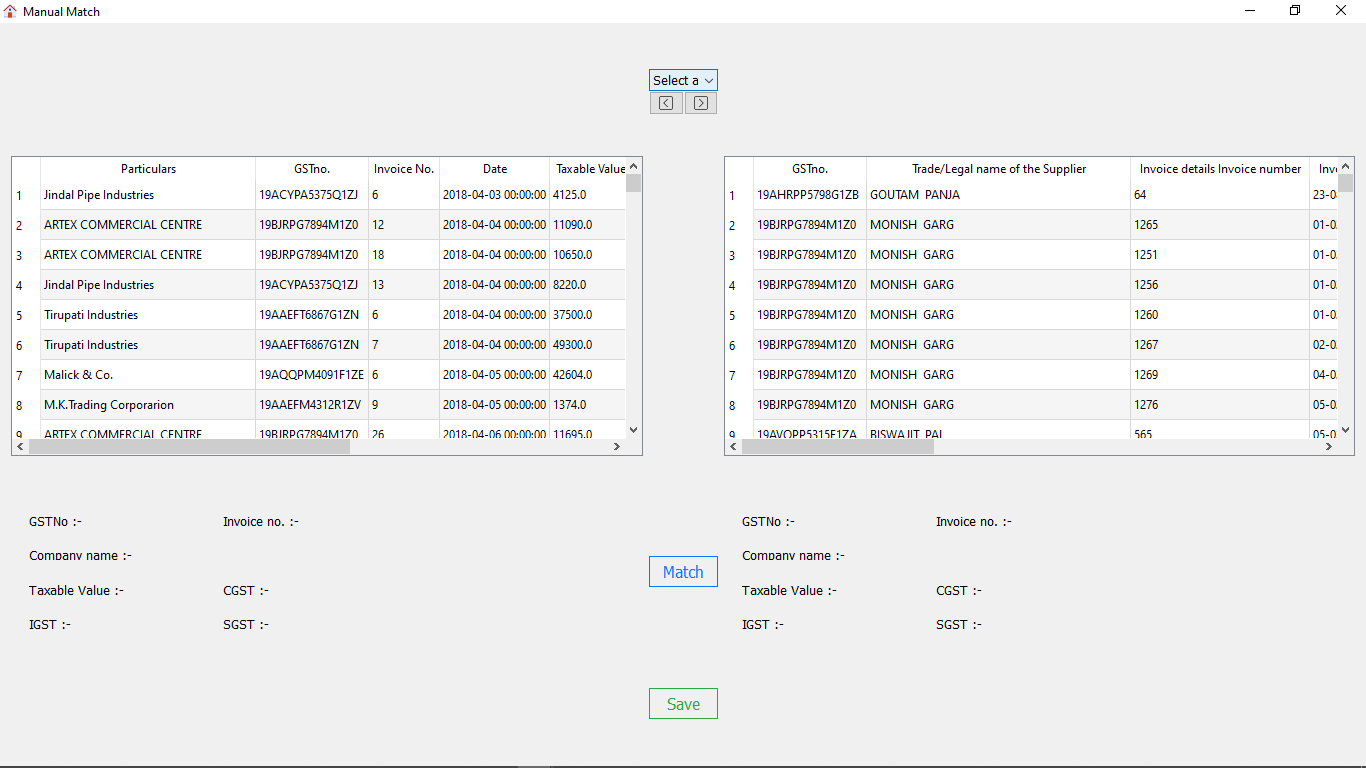 Manual Match
Select a
Particulars GSTno. Invoice No. Date Taxable Value
1 Jindal Pipe Industries 19ACYPA5375Q1ZJ 6 2018-04-03 00:00:00 4125.0
2 ARTEX COMMERCIAL CENTRE 19BJRPG7894M1Z0 12 2018-04-04 00:00:00 11090.0
3 ARTEX COMMERCIAL CENTRE 19BJRPG7894M1Z0 18 2018-04-04 00:00:00 10650.0
4 Jindal Pipe Industries 19ACYPA5375Q1ZJ 13 2018-04-04 00:00:00 8220.0
5 Tirupati Industries 19AAEFT6867G1ZN 6 2018-04-04 00:00:00 37500.0
6 Tirupati Industries 19AAEFT6867G1ZN 7 2018-04-04 00:00:00 49300.0
7 Malick & Co. 19AQQPM4091F1ZE 6 2018-04-05 00:00:00 42604.0
8 M.K.Trading Corporarion 19AAEFM4312R1ZV 9 2018-04-05 00:00:00 1374.0
9 ARTEX COMMERCIAL CENTRE 19BJRPG7894M1Z0 26 2018-04-06 00:00:00 11695.0
GSTno. Trade/Legal name of the Supplier Invoice details Invoice number
1 19AHRPP5798G1ZB GOUTAM PANJA 64 23-0
2 19BJRPG7894M1Z0 MONISH GARG 1265 01-0
3 19BJRPG7894M1Z0 MONISH GARG 1251 01-0
4 19BJRPG7894M1Z0 MONISH GARG 1256 01-0
5 19BJRPG7894M1Z0 MONISH GARG 1260 01-0
6 19BJRPG7894M1Z0 MONISH GARG 1267 02-0
7 19BJRPG7894M1Z0 MONISH GARG 1269 04-0
8 19BJRPG7894M1Z0 MONISH GARG 1276 05-0
9 BISWAJIT PAL 565 05-0
GSTNo :- Invoice no. :-
Company name :-
Taxable Value :- CGST :-
IGST :- SGST :-
Match
GSTNo :- Invoice no. :-
Company name :-
Taxable Value :- CGST :-
IGST :- SGST :-
Save